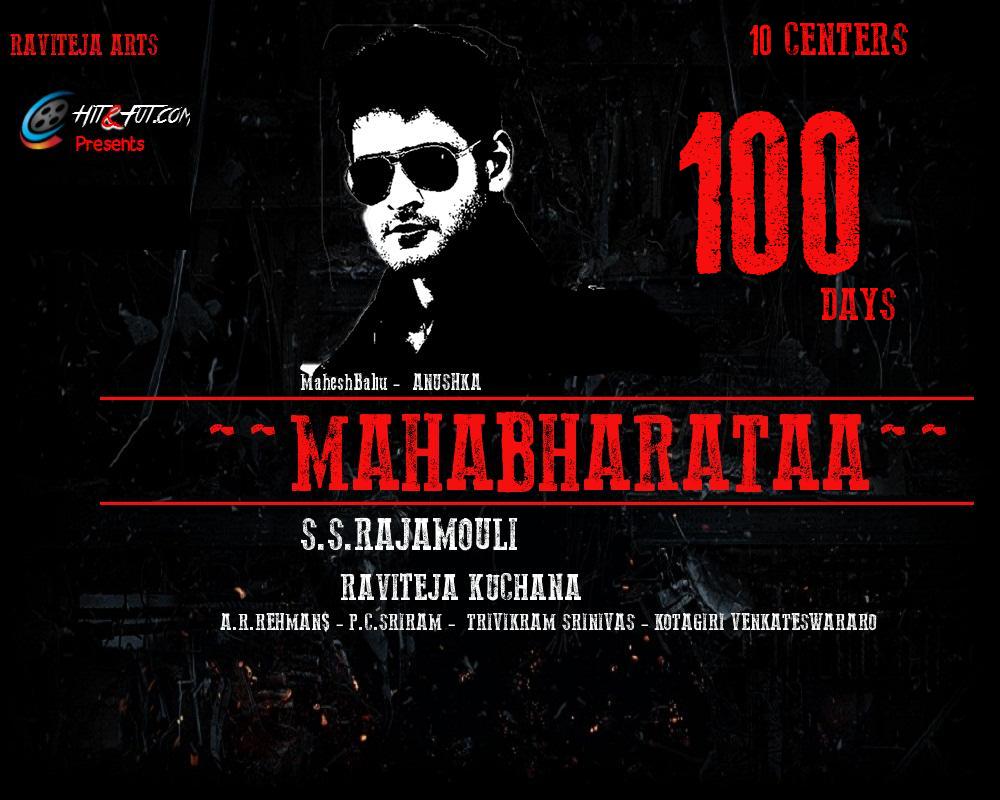 RAVITEJA ARTS
10 CENTERS
HIT&FUT.COM
Presents
100
DAYS
MaheshBabu - ANUSHKA
~~MAHABHARATAA~~
S.S.RAJAMOULI
RAVITEJA KUCHANA
A.R.REHMAN$ - P.C.SRIRAM - TRIVIKRAM SRINIVAS - KOTAGIRI VENKATESWARARO